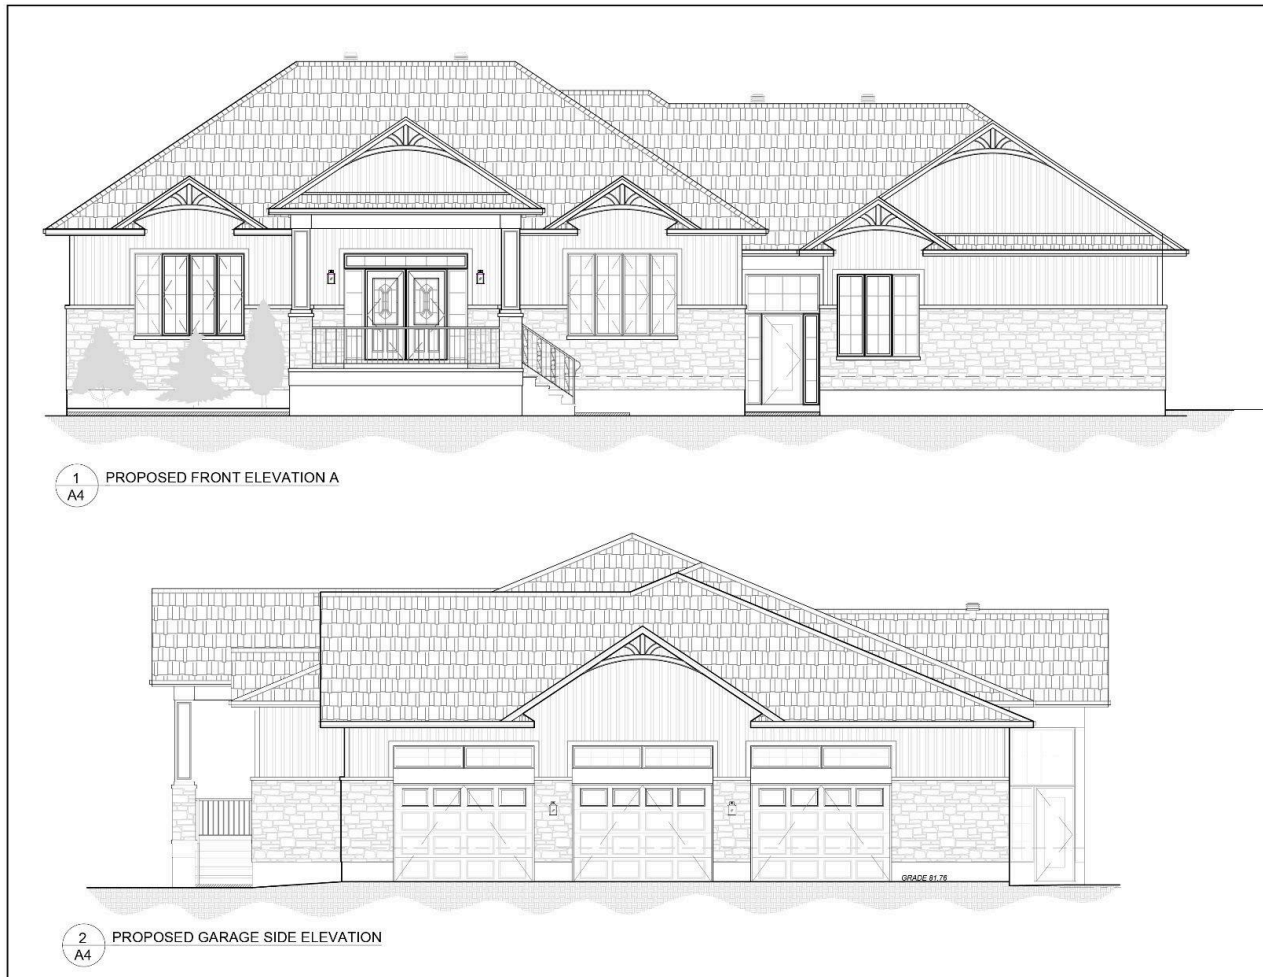 1
A4
PROPOSED FRONT ELEVATION A
GRADE 81.76
2
A4
PROPOSED GARAGE SIDE ELEVATION